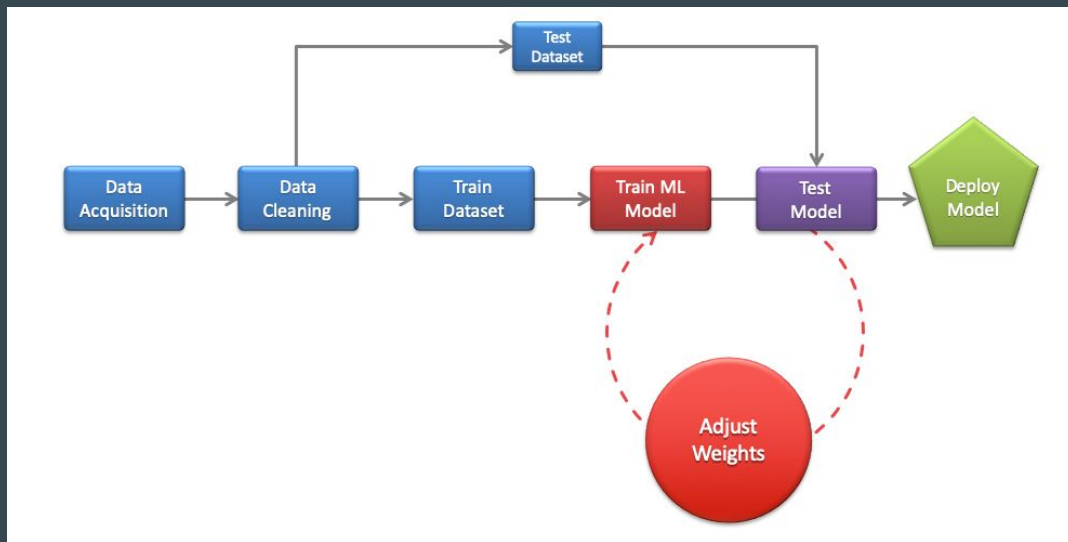 Test
Dataset
Data
Acquisition
Data
Cleaning
Train
Dataset
Train ML
Model
Test
Model
Deploy
Model
Adjust
Weights